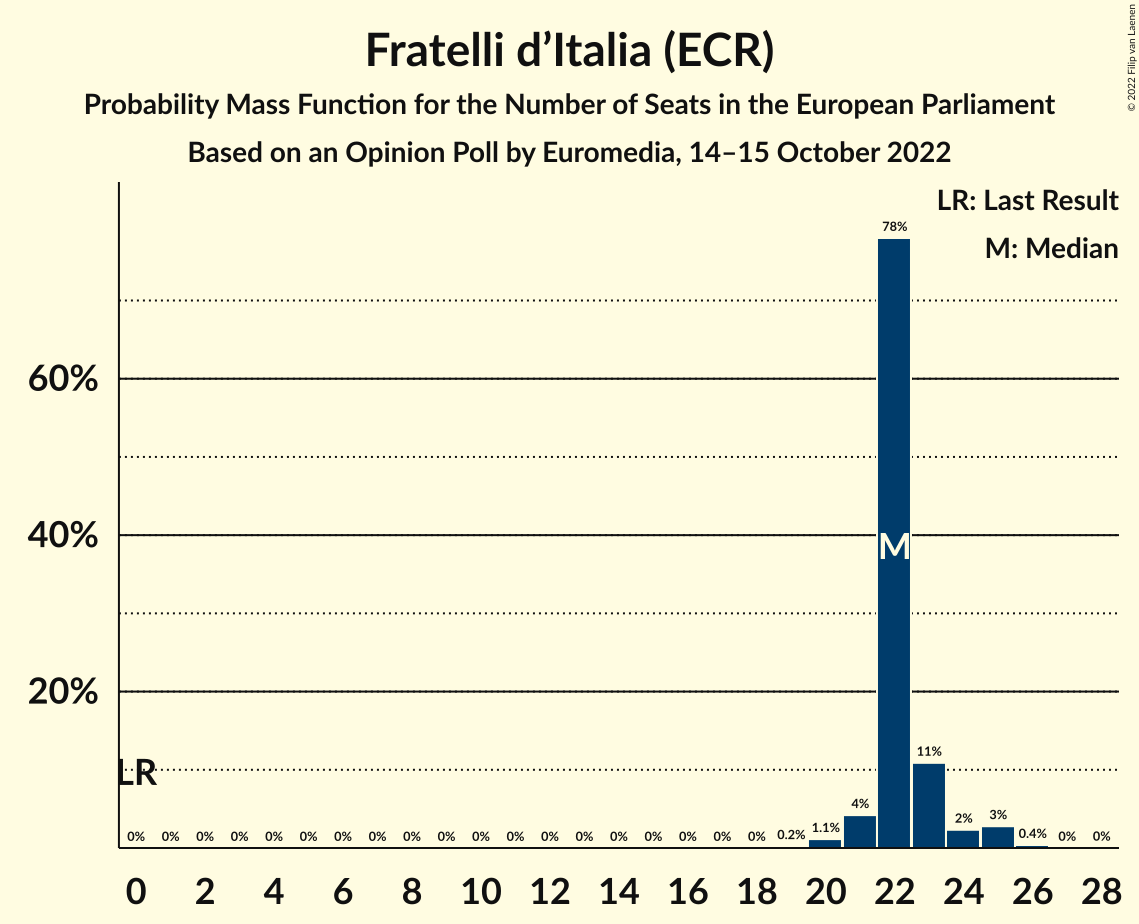 Fratelli d’Italia (ECR)
Probability Mass Function for the Number of Seats in the European Parliament
Based on an Opinion Poll by Euromedia, 14–15 October 2022
© 2022 Filip van Laenen
LR: Last Result
M: Median
60%
40%
20%
LR
M
0% 0% 0% 0% 0% 0% 0% 0% 0% 0% 0% 0% 0% 0% 0% 0% 0% 0% 0% 0.2% 1.1% 4% 78% 11% 2% 3% 0.4% 0% 0%
0 2 4 6 8 10 12 14 16 18 20 22 24 26 28